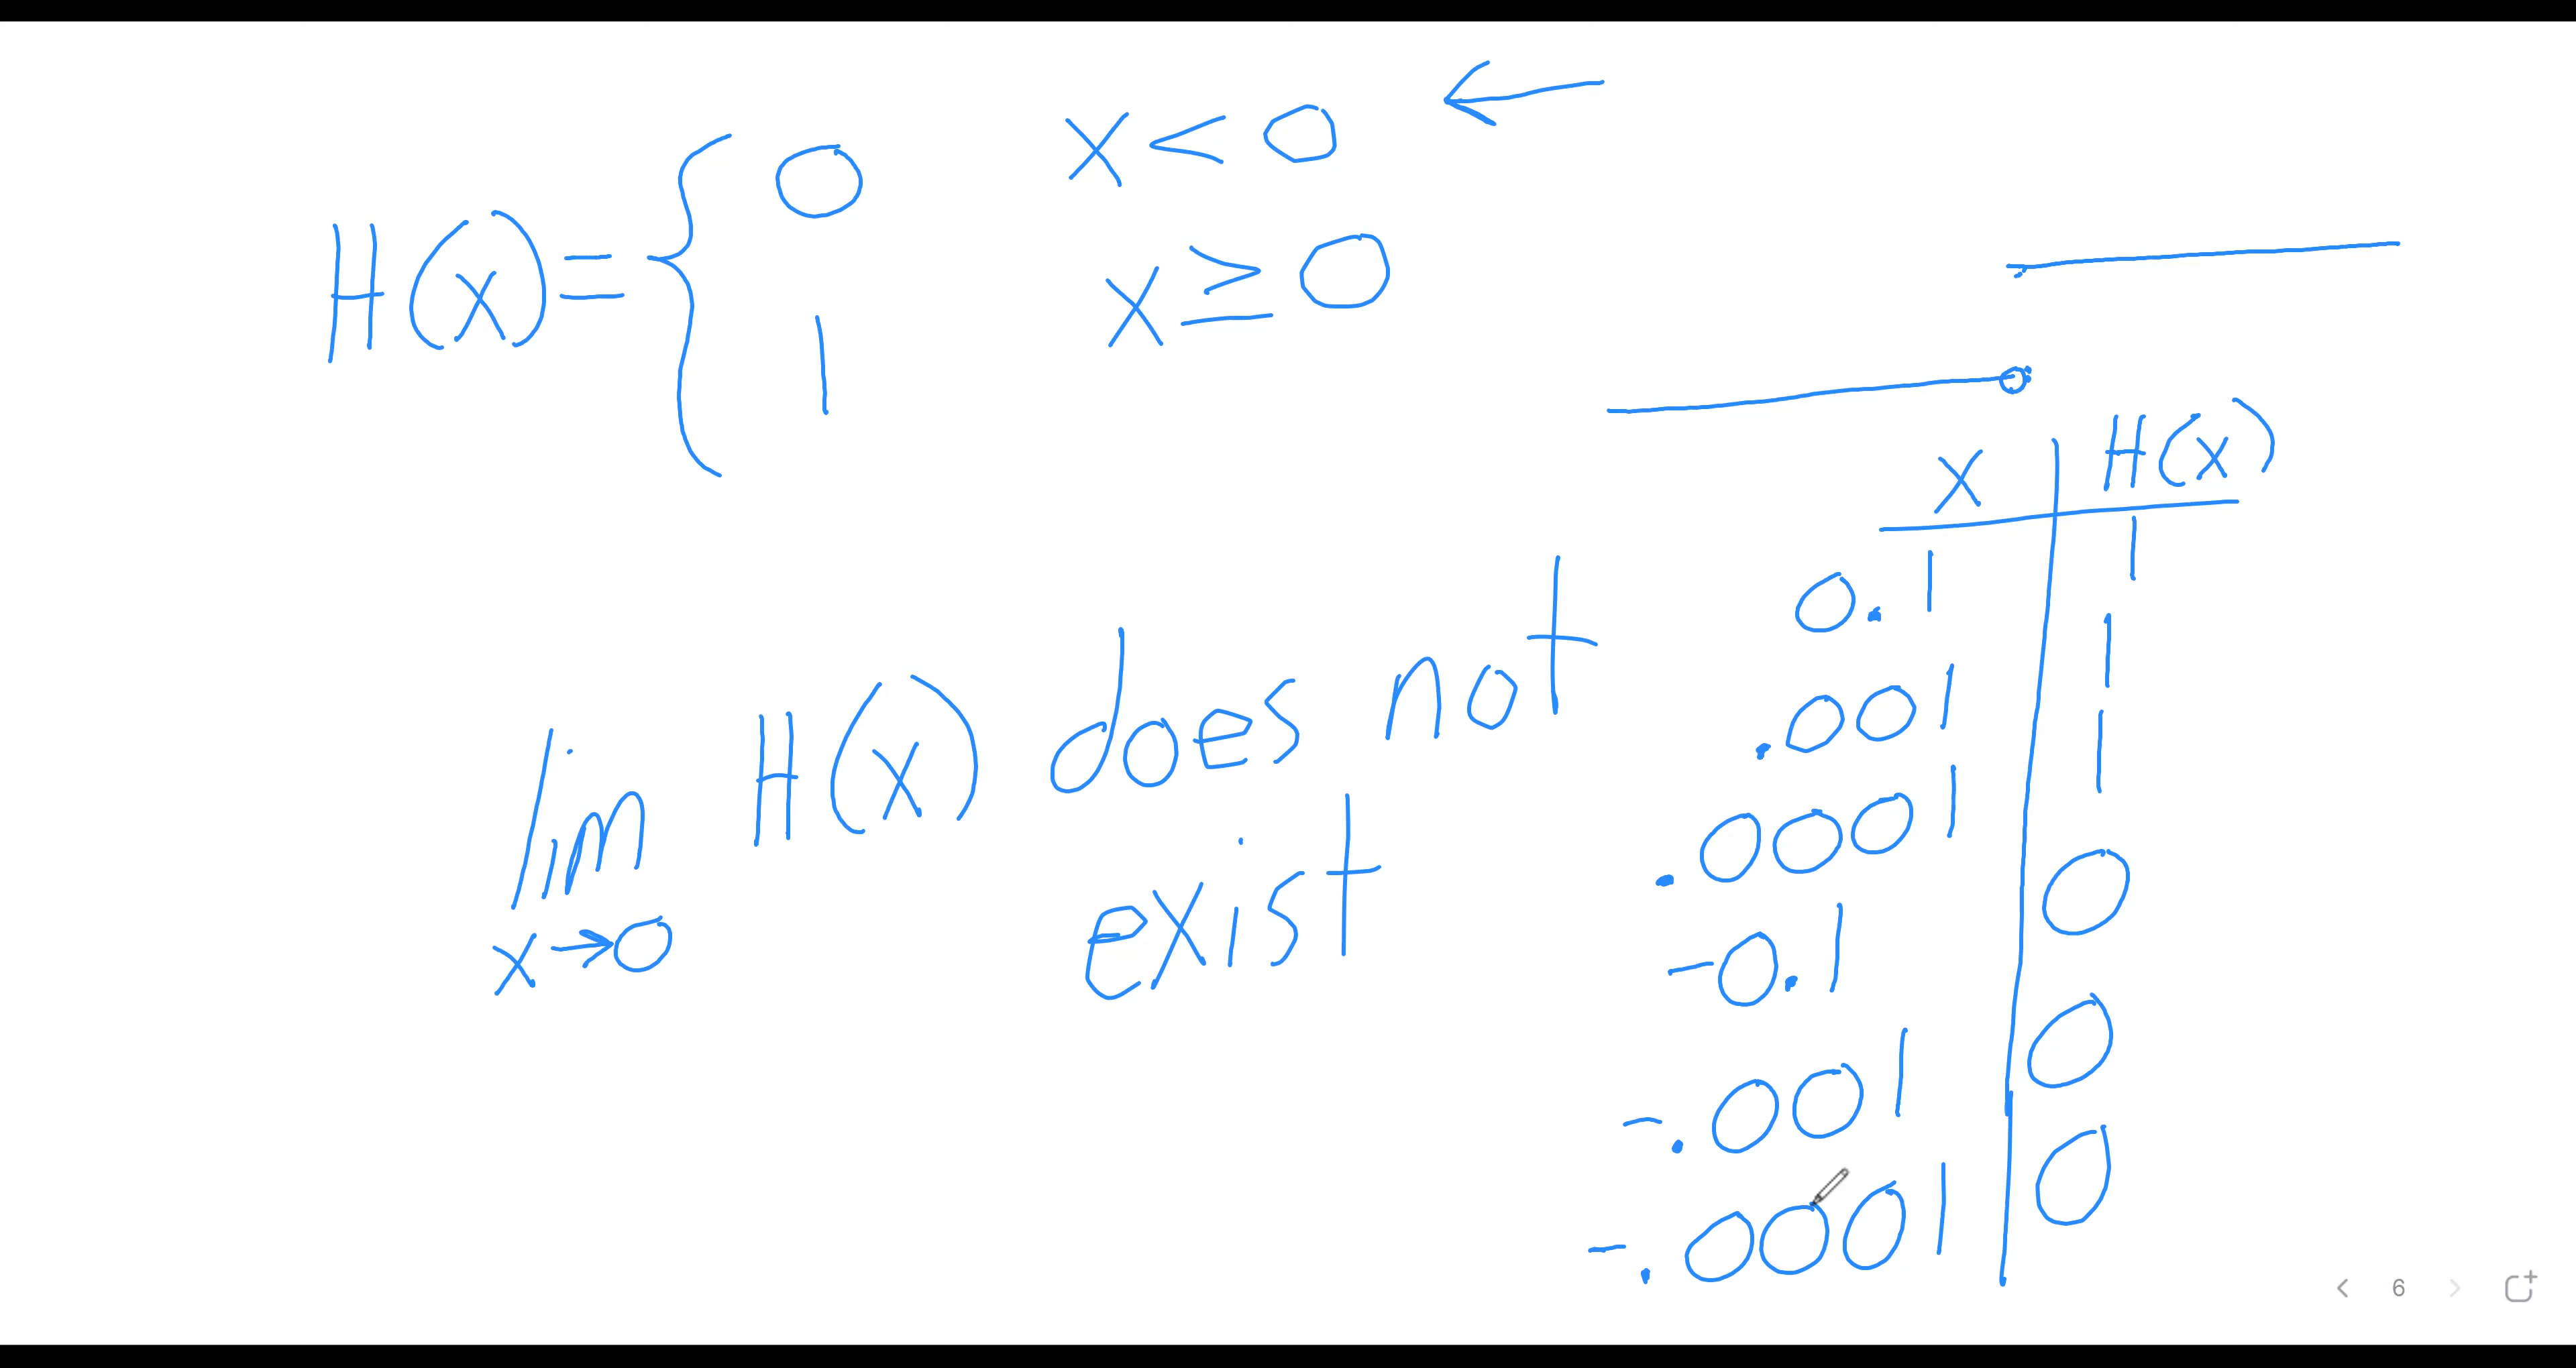 H(x) = { 0 x < 0
1 x ≥ 0
x | H(x)
0.1 | 1
.001 | 1
.0001 | 1
-0.1 | 0
-.001 | 0
-.0001 | 0
lim H(x) does not
x→0 exist
6